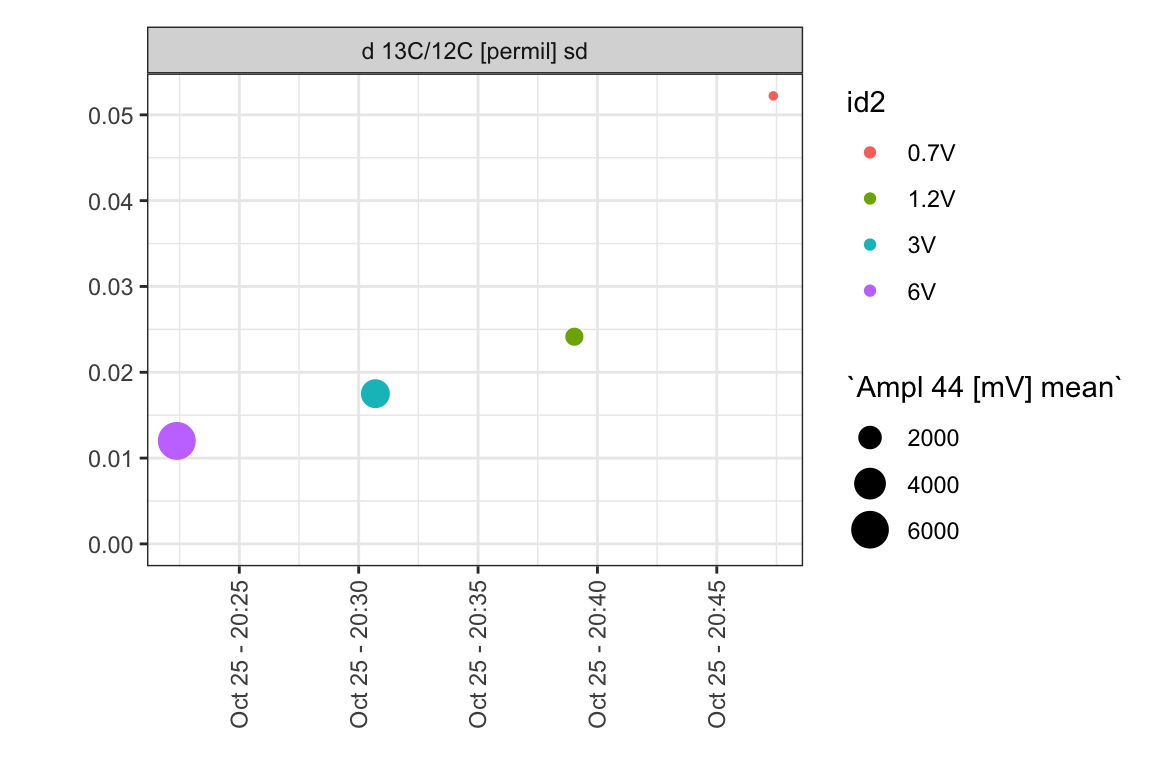 d 13C/12C [permil] sd
0.05
0.04
0.03
0.02
0.01
0.00
Oct 25 - 20:25
Oct 25 - 20:30
Oct 25 - 20:35
Oct 25 - 20:40
Oct 25 - 20:45
id2
0.7V
1.2V
3V
6V
`Ampl 44 [mV] mean`
2000
4000
6000